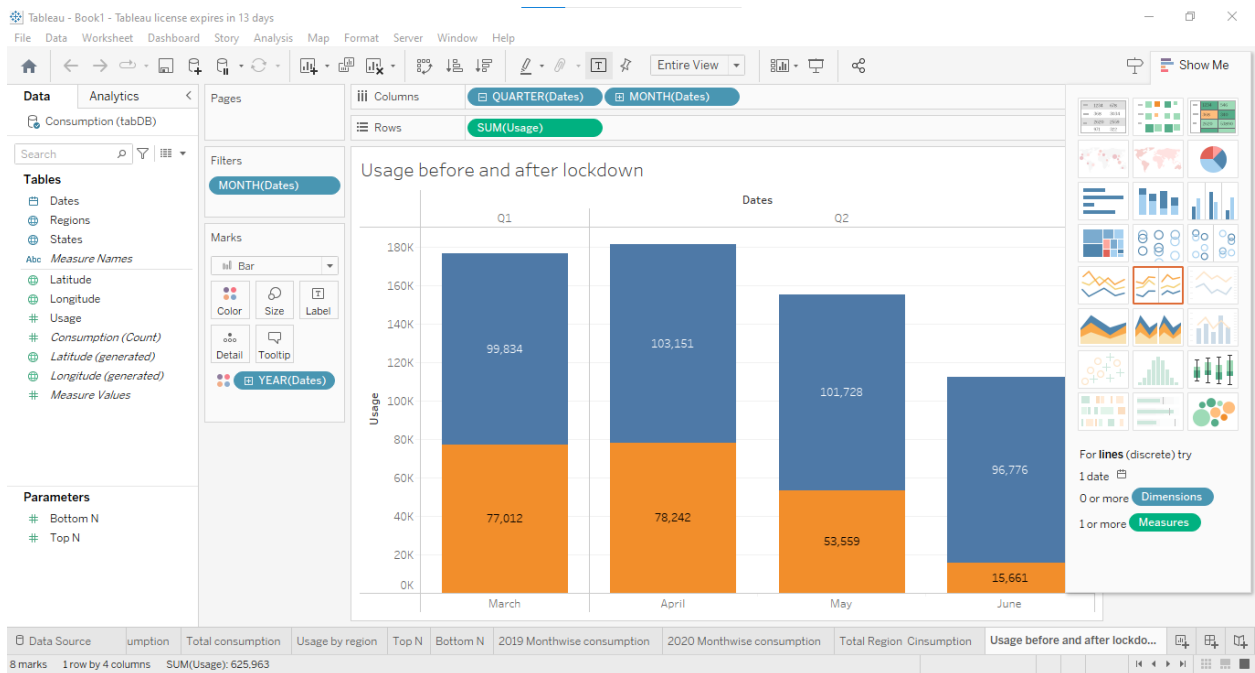 Tableau - Book1 - Tableau license expires in 13 days
File Data Worksheet Dashboard Story Analysis Map Format Server Window Help
Entire View
Show Me
Data Analytics
Consumption (tabDB)
Search
Tables
Dates
Regions
States
Abc Measure Names
Latitude
Longitude
Usage
Consumption (Count)
Latitude (generated)
Longitude (generated)
Measure Values
Parameters
Bottom N
Top N
Pages
Filters
MONTH(Dates)
Marks
Bar
Color Size Label
Detail Tooltip
YEAR(Dates)
Columns QUARTER(Dates) MONTH(Dates)
Rows SUM(Usage)
Usage before and after lockdown
Dates
Q1 Q2
Usage
180K
160K
140K
120K
100K
80K
60K
40K
20K
0K
99,834 103,151 101,728 96,776
77,012 78,242 53,559 15,661
March April May June
For lines (discrete) try
1 date
0 or more Dimensions
1 or more Measures
Data Source umption Total consumption Usage by region Top N Bottom N 2019 Monthwise consumption 2020 Monthwise consumption Total Region Cinsumption Usage before and after lockdo...
8 marks 1 row by 4 columns SUM(Usage): 625,963